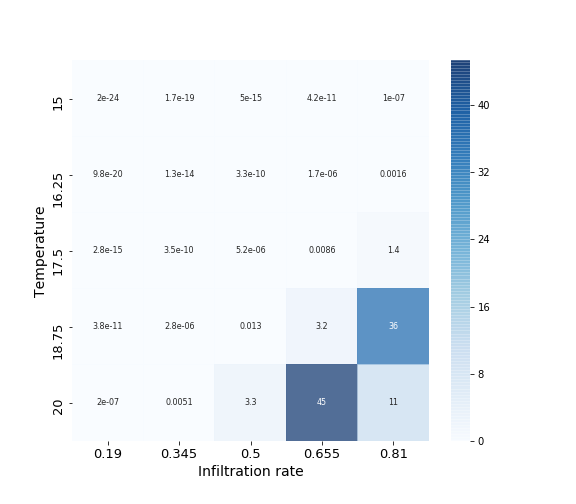 15 2e-24 1.7e-19 5e-15 4.2e-11 1e-07
16.25 9.8e-20 1.3e-14 3.3e-10 1.7e-06 0.0016
17.5 2.8e-15 3.5e-10 5.2e-06 0.0086 1.4
18.75 3.8e-11 2.8e-06 0.013 3.2 36
20 2e-07 0.0051 3.3 45 11
Temperature
0.19 0.345 0.5 0.655 0.81
Infiltration rate
40
32
24
16
8
0